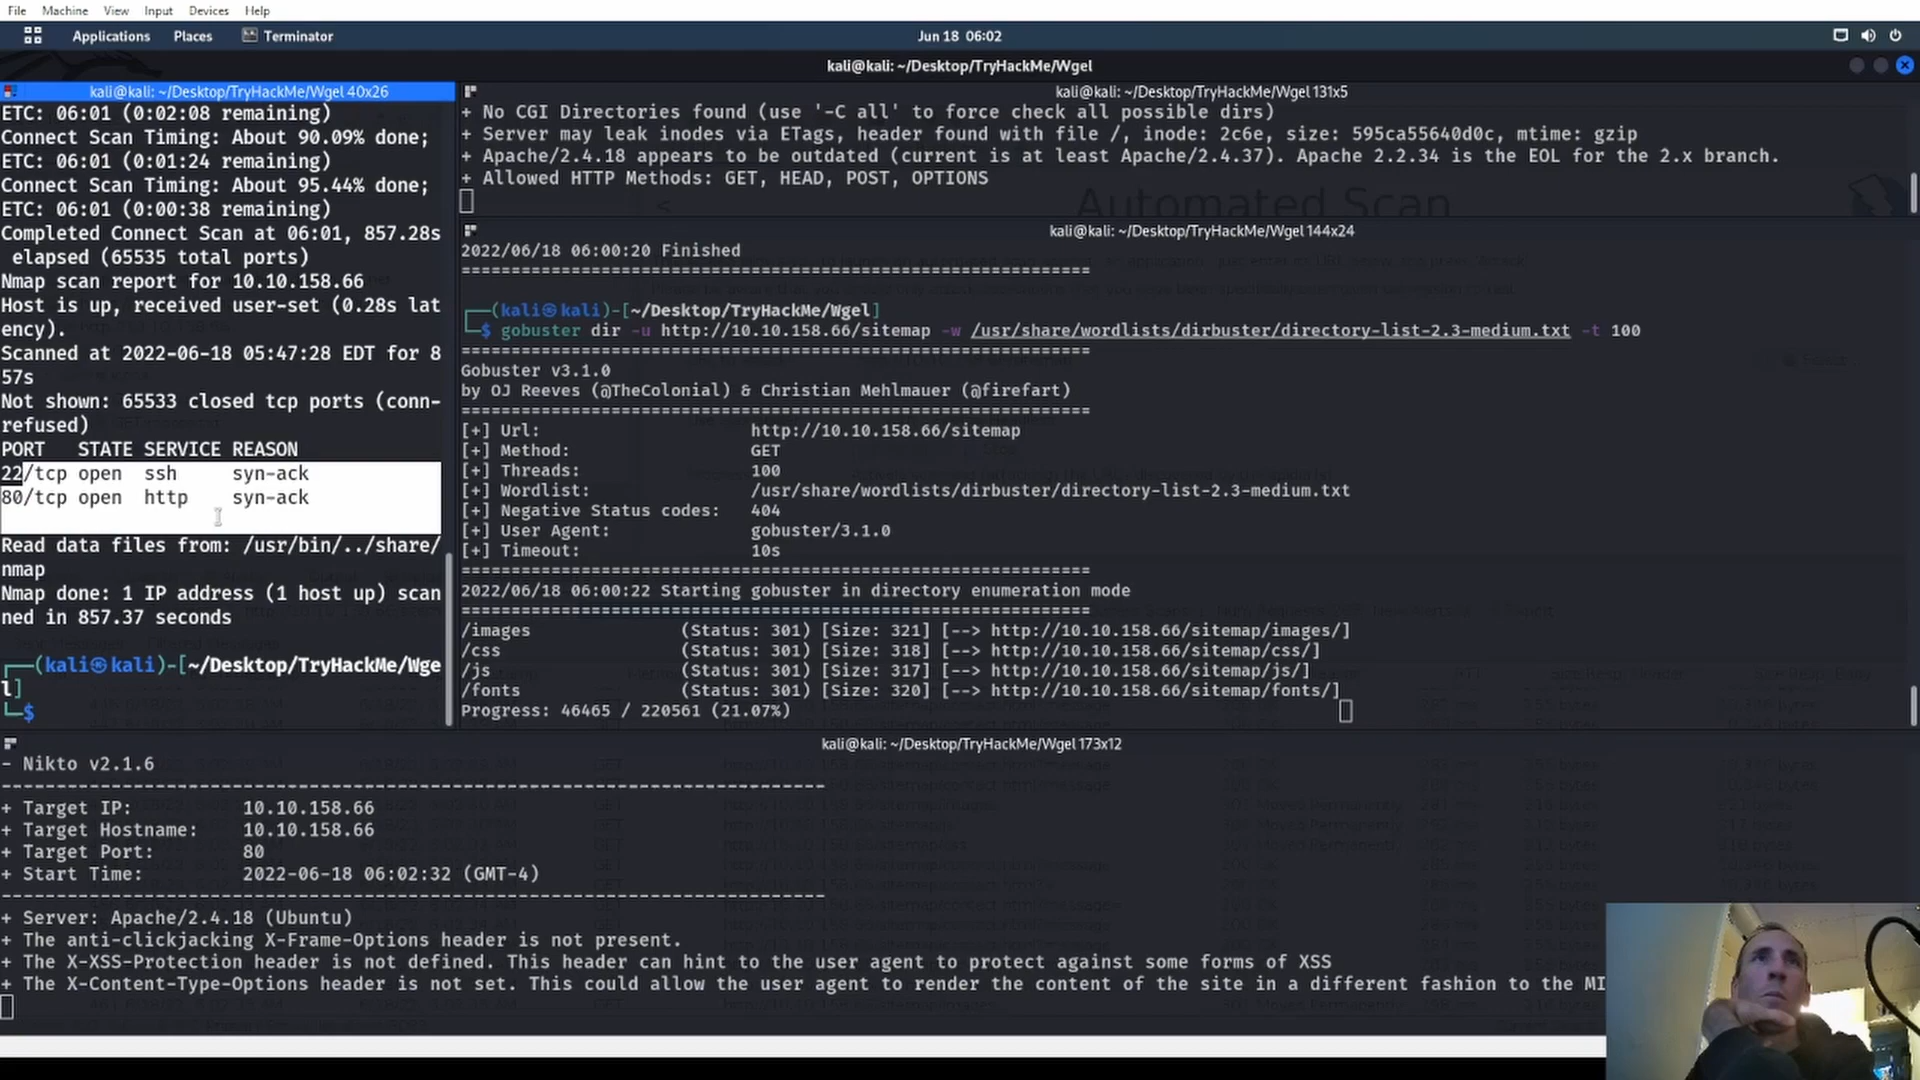 File Machine View Input Devices Help
Applications Places Terminator Jun 18 06:02
kali@kali: ~/Desktop/TryHackMe/Wgel
kali@kali: ~/Desktop/TryHackMe/Wgel 40x26
ETC: 06:01 (0:02:08 remaining)
Connect Scan Timing: About 90.09% done;
ETC: 06:01 (0:01:24 remaining)
Connect Scan Timing: About 95.44% done;
ETC: 06:01 (0:00:38 remaining)
Completed Connect Scan at 06:01, 857.28s
elapsed (65535 total ports)
Nmap scan report for 10.10.158.66
Host is up, received user-set (0.28s lat
ency).
Scanned at 2022-06-18 05:47:28 EDT for 8
57s
Not shown: 65533 closed tcp ports (conn-
refused)
PORT STATE SERVICE REASON
22/tcp open ssh syn-ack
80/tcp open http syn-ack
Read data files from: /usr/bin/../share/
nmap
Nmap done: 1 IP address (1 host up) scan
ned in 857.37 seconds
┌──(kali㉿kali)-[~/Desktop/TryHackMe/Wge
l]
└─$
kali@kali: ~/Desktop/TryHackMe/Wgel 131x5
+ No CGI Directories found (use '-C all' to force check all possible dirs)
+ Server may leak inodes via ETags, header found with file /, inode: 2c6e, size: 595ca55640d0c, mtime: gzip
+ Apache/2.4.18 appears to be outdated (current is at least Apache/2.4.37). Apache 2.2.34 is the EOL for the 2.x branch.
+ Allowed HTTP Methods: GET, HEAD, POST, OPTIONS
Automated Scan
kali@kali: ~/Desktop/TryHackMe/Wgel 144x24
2022/06/18 06:00:20 Finished
===============================================================
┌──(kali㉿kali)-[~/Desktop/TryHackMe/Wgel]
└─$ gobuster dir -u http://10.10.158.66/sitemap -w /usr/share/wordlists/dirbuster/directory-list-2.3-medium.txt -t 100
===============================================================
Gobuster v3.1.0
by OJ Reeves (@TheColonial) & Christian Mehlmauer (@firefart)
===============================================================
[+] Url: http://10.10.158.66/sitemap
[+] Method: GET
[+] Threads: 100
[+] Wordlist: /usr/share/wordlists/dirbuster/directory-list-2.3-medium.txt
[+] Negative Status codes: 404
[+] User Agent: gobuster/3.1.0
[+] Timeout: 10s
===============================================================
2022/06/18 06:00:22 Starting gobuster in directory enumeration mode
===============================================================
/images (Status: 301) [Size: 321] [--> http://10.10.158.66/sitemap/images/]
/css (Status: 301) [Size: 318] [--> http://10.10.158.66/sitemap/css/]
/js (Status: 301) [Size: 317] [--> http://10.10.158.66/sitemap/js/]
/fonts (Status: 301) [Size: 320] [--> http://10.10.158.66/sitemap/fonts/]
Progress: 46465 / 220561 (21.07%)
kali@kali: ~/Desktop/TryHackMe/Wgel 173x12
- Nikto v2.1.6
---------------------------------------------------------------------------
+ Target IP: 10.10.158.66
+ Target Hostname: 10.10.158.66
+ Target Port: 80
+ Start Time: 2022-06-18 06:02:32 (GMT-4)
---------------------------------------------------------------------------
+ Server: Apache/2.4.18 (Ubuntu)
+ The anti-clickjacking X-Frame-Options header is not present.
+ The X-XSS-Protection header is not defined. This header can hint to the user agent to protect against some forms of XSS
+ The X-Content-Type-Options header is not set. This could allow the user agent to render the content of the site in a different fashion to the MI